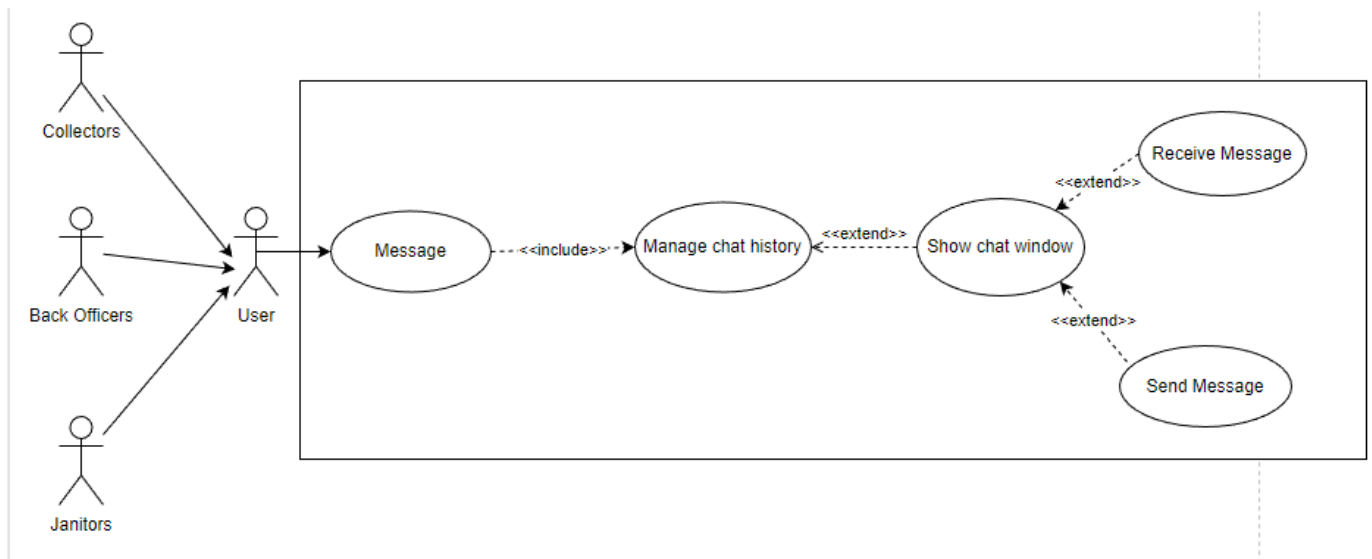 Collectors
Receive Message
<<extend>>
<<extend>>
Message
<<include>>
Manage chat history
Show chat window
Back Officers
User
<<extend>>
Send Message
Janitors